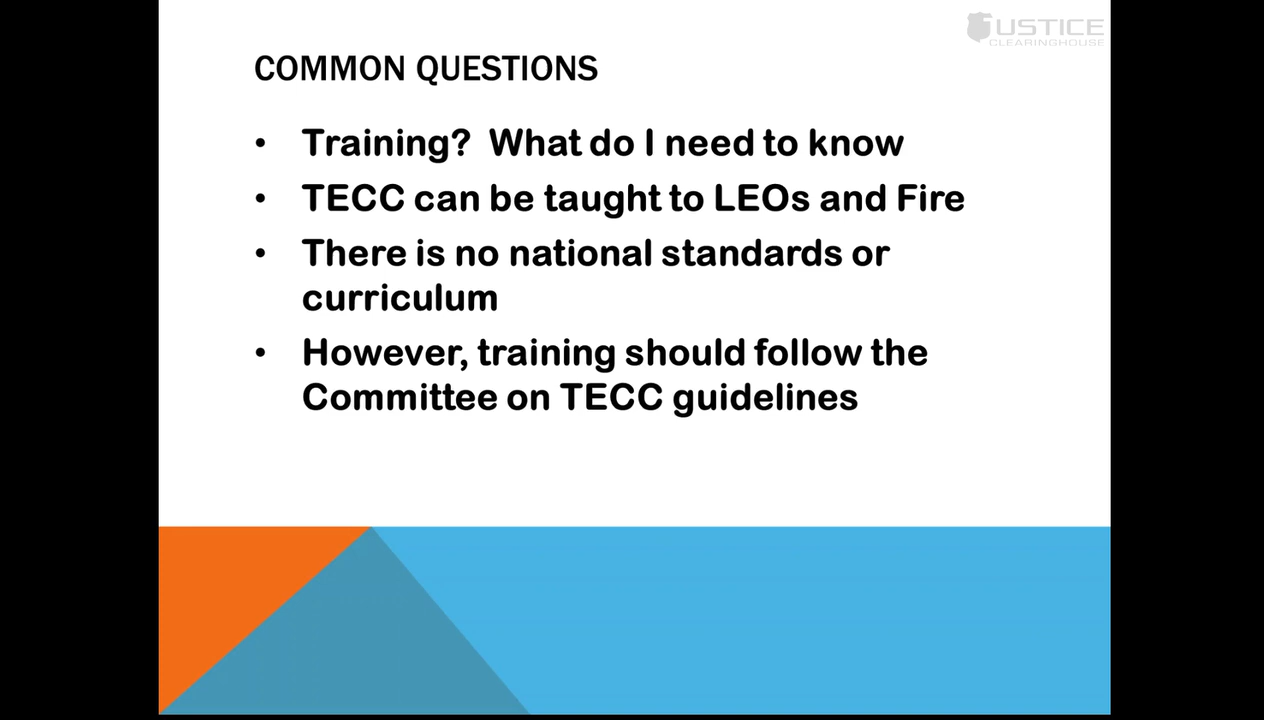 USTICE
CLEARINGHOUSE
COMMON QUESTIONS
• Training? What do I need to know
• TECC can be taught to LEOs and Fire
• There is no national standards or
curriculum
• However, training should follow the
Committee on TECC guidelines